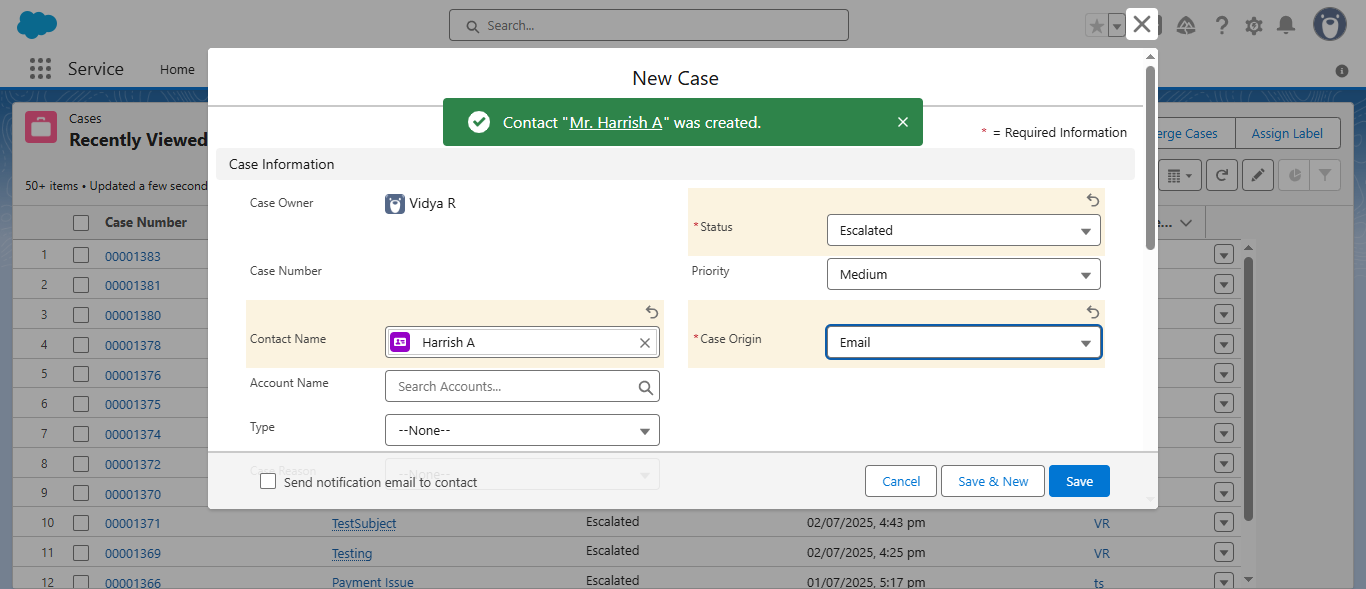 Search...
Service
Home
New Case
Contact "Mr. Harrish A" was created.
* = Required Information
Cases
Recently Viewed
50+ items • Updated a few second
erge Cases
Assign Label
Case Information
Case Owner
Vidya R
*Status
Escalated
Case Number
Priority
Medium
Contact Name
Harrish A
*Case Origin
Email
Account Name
Search Accounts...
Type
--None--
Case Reason
--None--
Send notification email to contact
Cancel
Save & New
Save
Case Number
e...
1 00001383
2 00001381
3 00001380
4 00001378
5 00001376
6 00001375
7 00001374
8 00001372
9 00001370
10 00001371 TestSubject Escalated 02/07/2025, 4:43 pm VR
11 00001369 Testing Escalated 02/07/2025, 4:25 pm VR
12 00001366 Payment Issue Escalated 01/07/2025, 5:17 pm ts